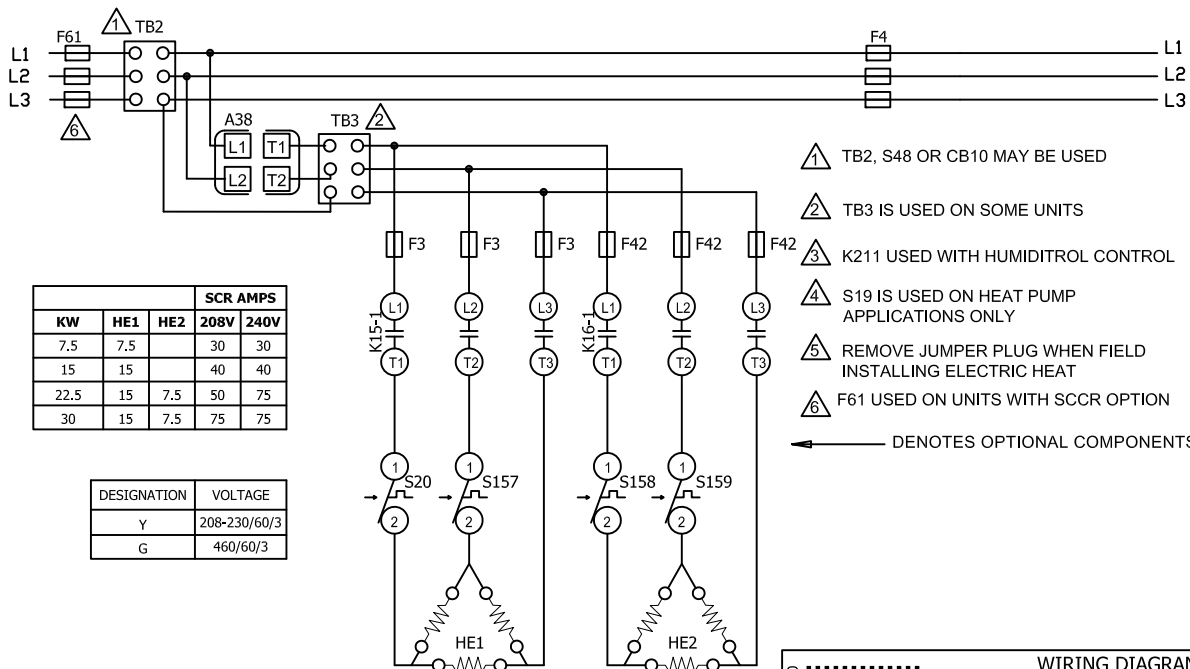 1 TB2
F61
F4
L1 L1
L2 L2
L3 L3
6
A38 TB3 2
L1 T1
L2 T2
1 TB2, S48 OR CB10 MAY BE USED
2 TB3 IS USED ON SOME UNITS
3 K211 USED WITH HUMIDITROL CONTROL
4 S19 IS USED ON HEAT PUMP
APPLICATIONS ONLY
5 REMOVE JUMPER PLUG WHEN FIELD
INSTALLING ELECTRIC HEAT
6 F61 USED ON UNITS WITH SCCR OPTION
DENOTES OPTIONAL COMPONENTS
F3 F3 F3 F42 F42 F42
L1 L2 L3 L1 L2 L3
K15-1 K16-1
T1 T2 T3 T1 T2 T3
SCR AMPS
KW HE1 HE2 208V 240V
7.5 7.5 30 30
15 15 40 40
22.5 15 7.5 50 75
30 15 7.5 75 75
1 1 1 1
S20 S157 S158 S159
2 2 2 2
DESIGNATION VOLTAGE
Y 208-230/60/3
G 460/60/3
HE1 HE2
WIRING DIAGRAM